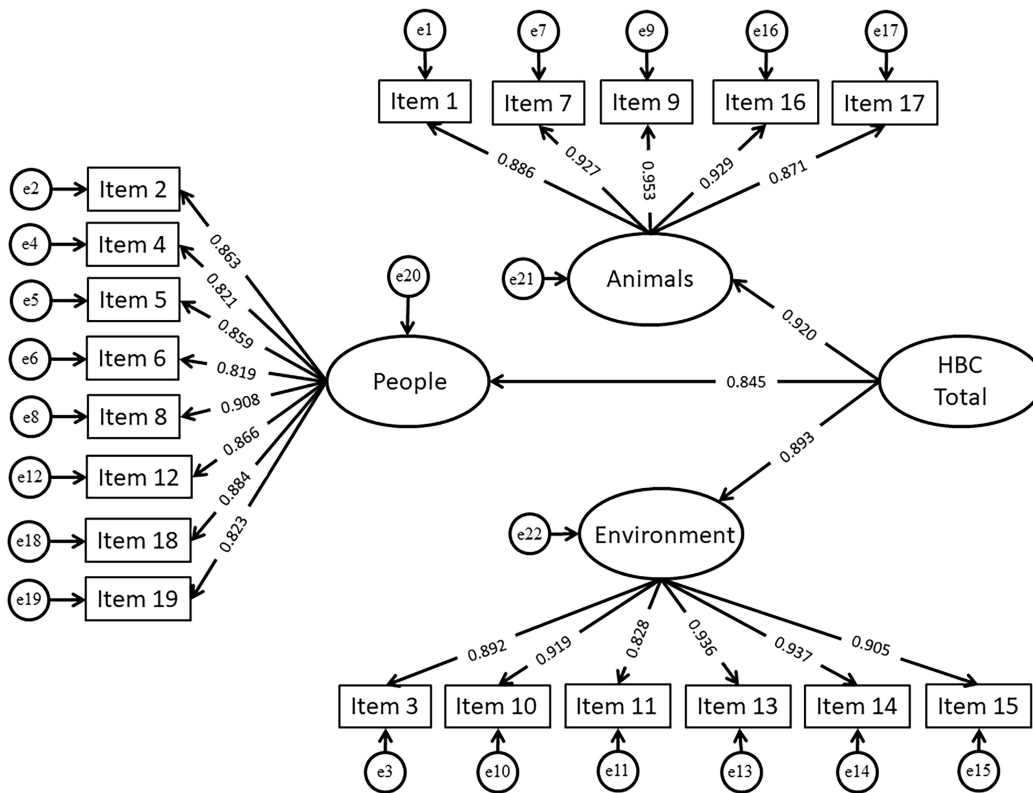 e1
e7
e9
e16
e17
Item 1
Item 7
Item 9
Item 16
Item 17
0.886
0.927
0.953
0.929
0.871
e21
Animals
e2
Item 2
e4
Item 4
e5
Item 5
e6
Item 6
e8
Item 8
e12
Item 12
e18
Item 18
e19
Item 19
0.863
0.821
0.859
0.819
0.908
0.866
0.884
0.823
e20
People
0.920
0.845
0.893
HBC
Total
e22
Environment
0.892
0.919
0.828
0.936
0.937
0.905
Item 3
Item 10
Item 11
Item 13
Item 14
Item 15
e3
e10
e11
e13
e14
e15